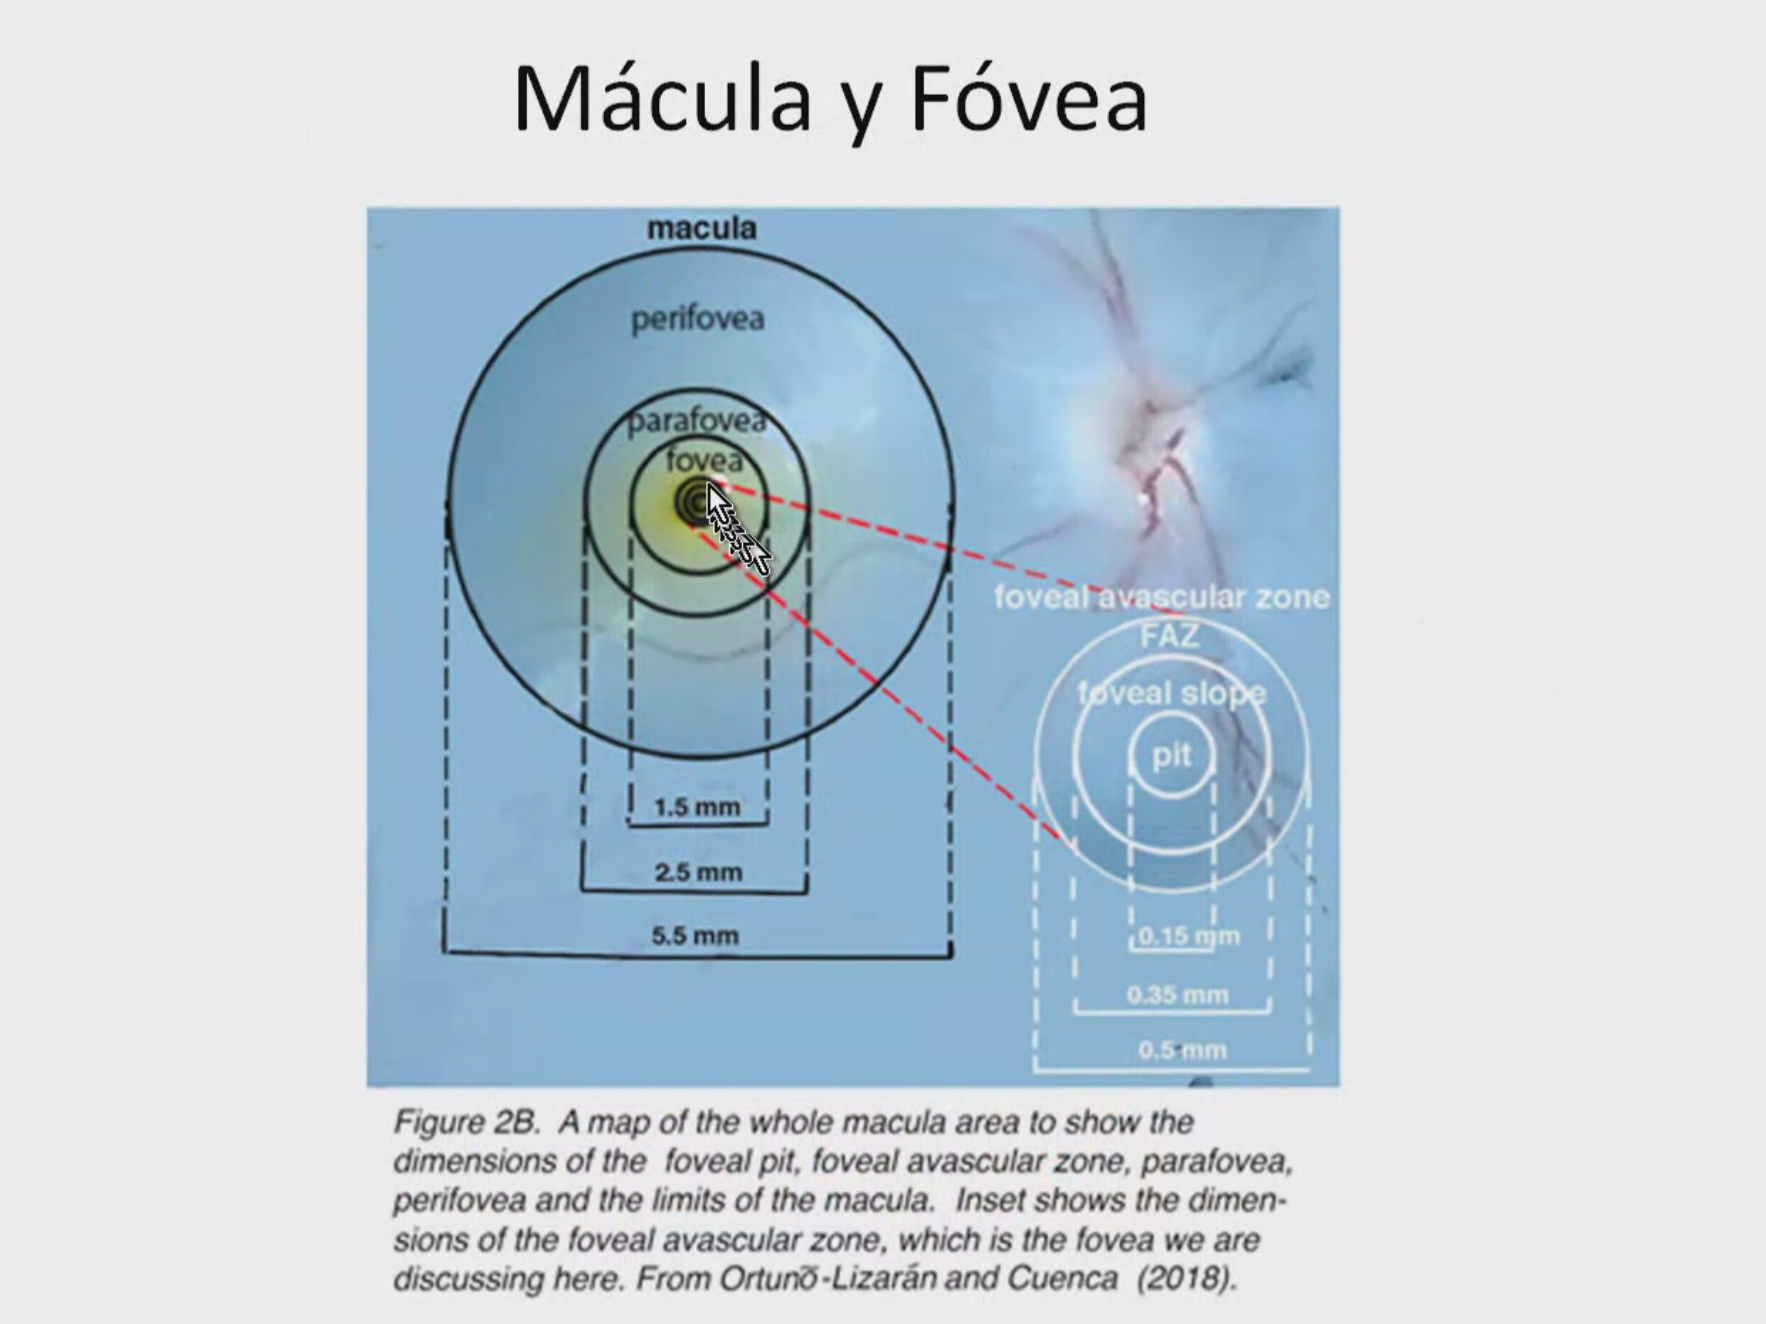 Mácula y Fóvea
macula
perifovea
parafovea
fovea
1.5 mm
2.5 mm
5.5 mm
foveal avascular zone
FAZ
foveal slope
pit
0.15 mm
0.35 mm
0.5 mm
Figure 2B. A map of the whole macula area to show the
dimensions of the foveal pit, foveal avascular zone, parafovea,
perifovea and the limits of the macula. Inset shows the dimen-
sions of the foveal avascular zone, which is the fovea we are
discussing here. From Ortunõ-Lizarán and Cuenca (2018).